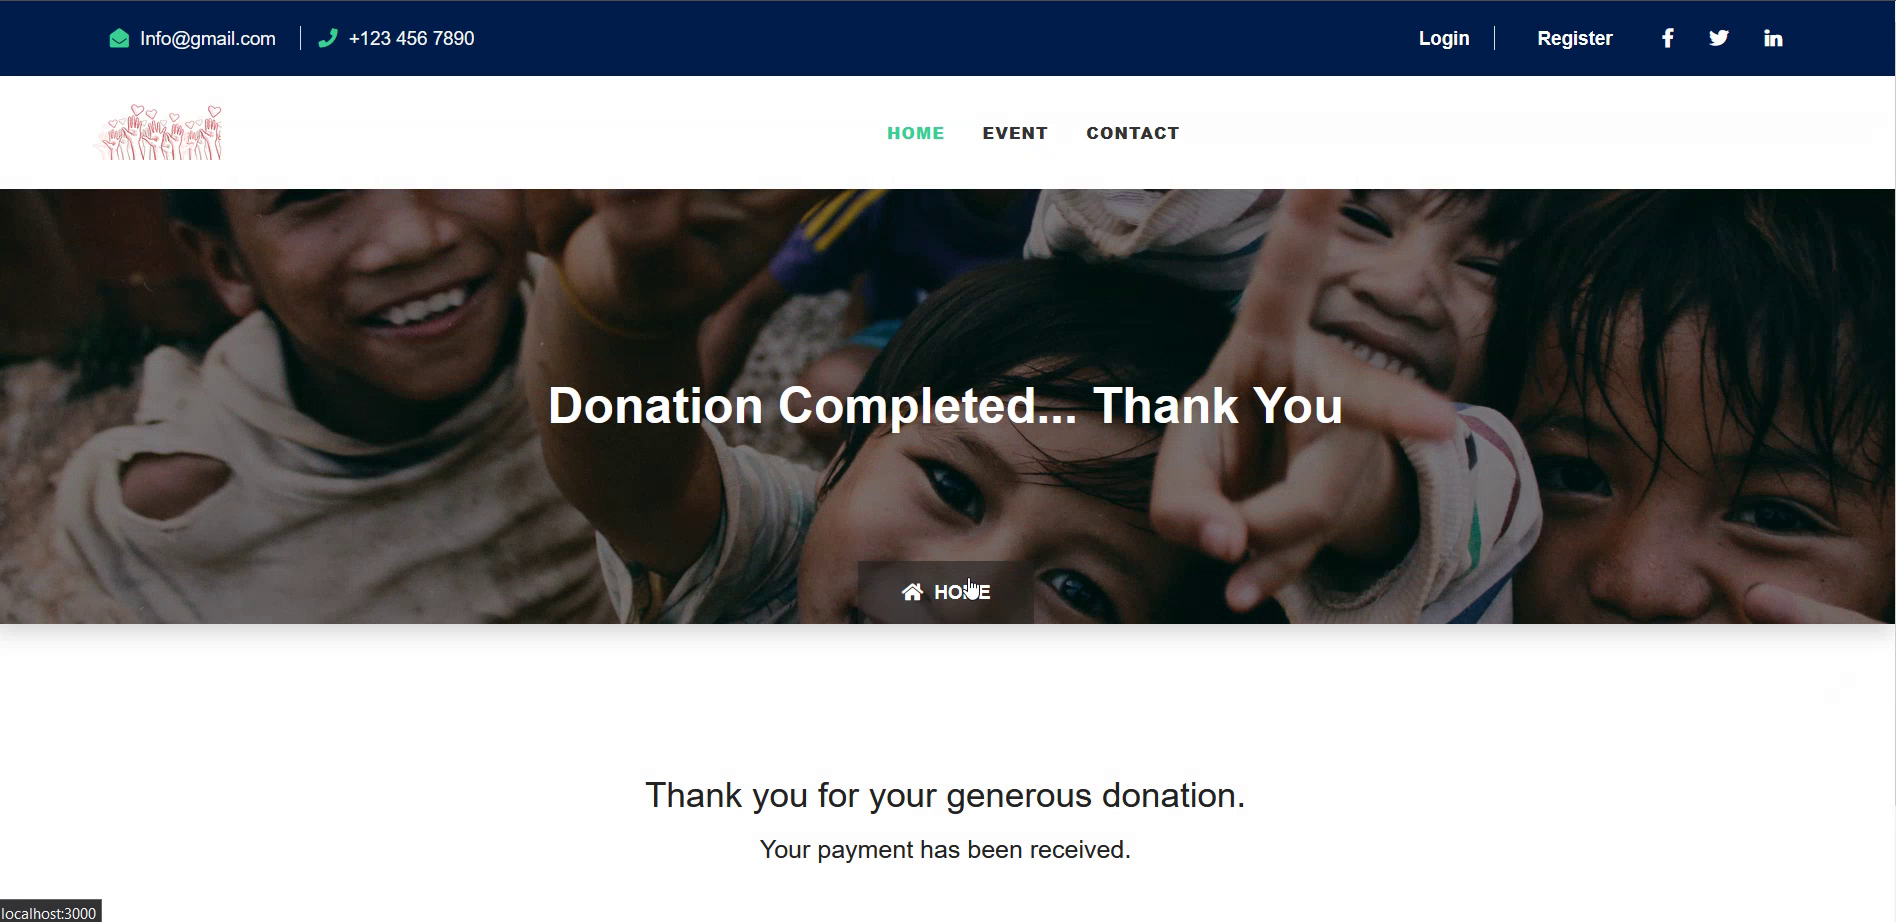 Info@gmail.com
+123 456 7890
Login
Register
HOME
EVENT
CONTACT
Donation Completed... Thank You
HOME
Thank you for your generous donation.
Your payment has been received.
localhost:3000